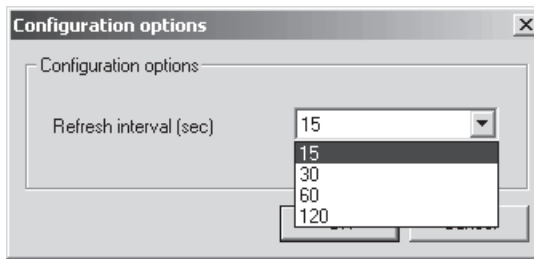 Configuration options
Configuration options
Refresh interval (sec) 15
15
30
60
120